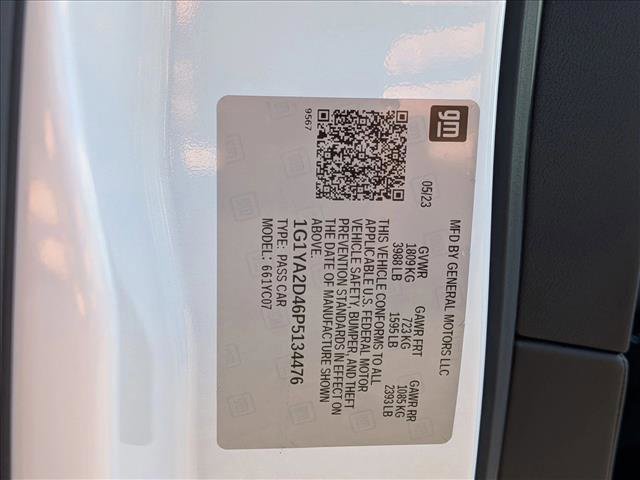 gm
MFD BY GENERAL MOTORS LLC
05/23
GVWR GAWR FRT GAWR RR
1809 KG 723 KG 1085 KG
3988 LB 1595 LB 2393 LB
THIS VEHICLE CONFORMS TO ALL
APPLICABLE U.S. FEDERAL MOTOR
VEHICLE SAFETY, BUMPER, AND THEFT
PREVENTION STANDARDS IN EFFECT ON
THE DATE OF MANUFACTURE SHOWN
ABOVE.
9567
1G1YA2D46P5134476
TYPE: PASS CAR
MODEL: 661YC07